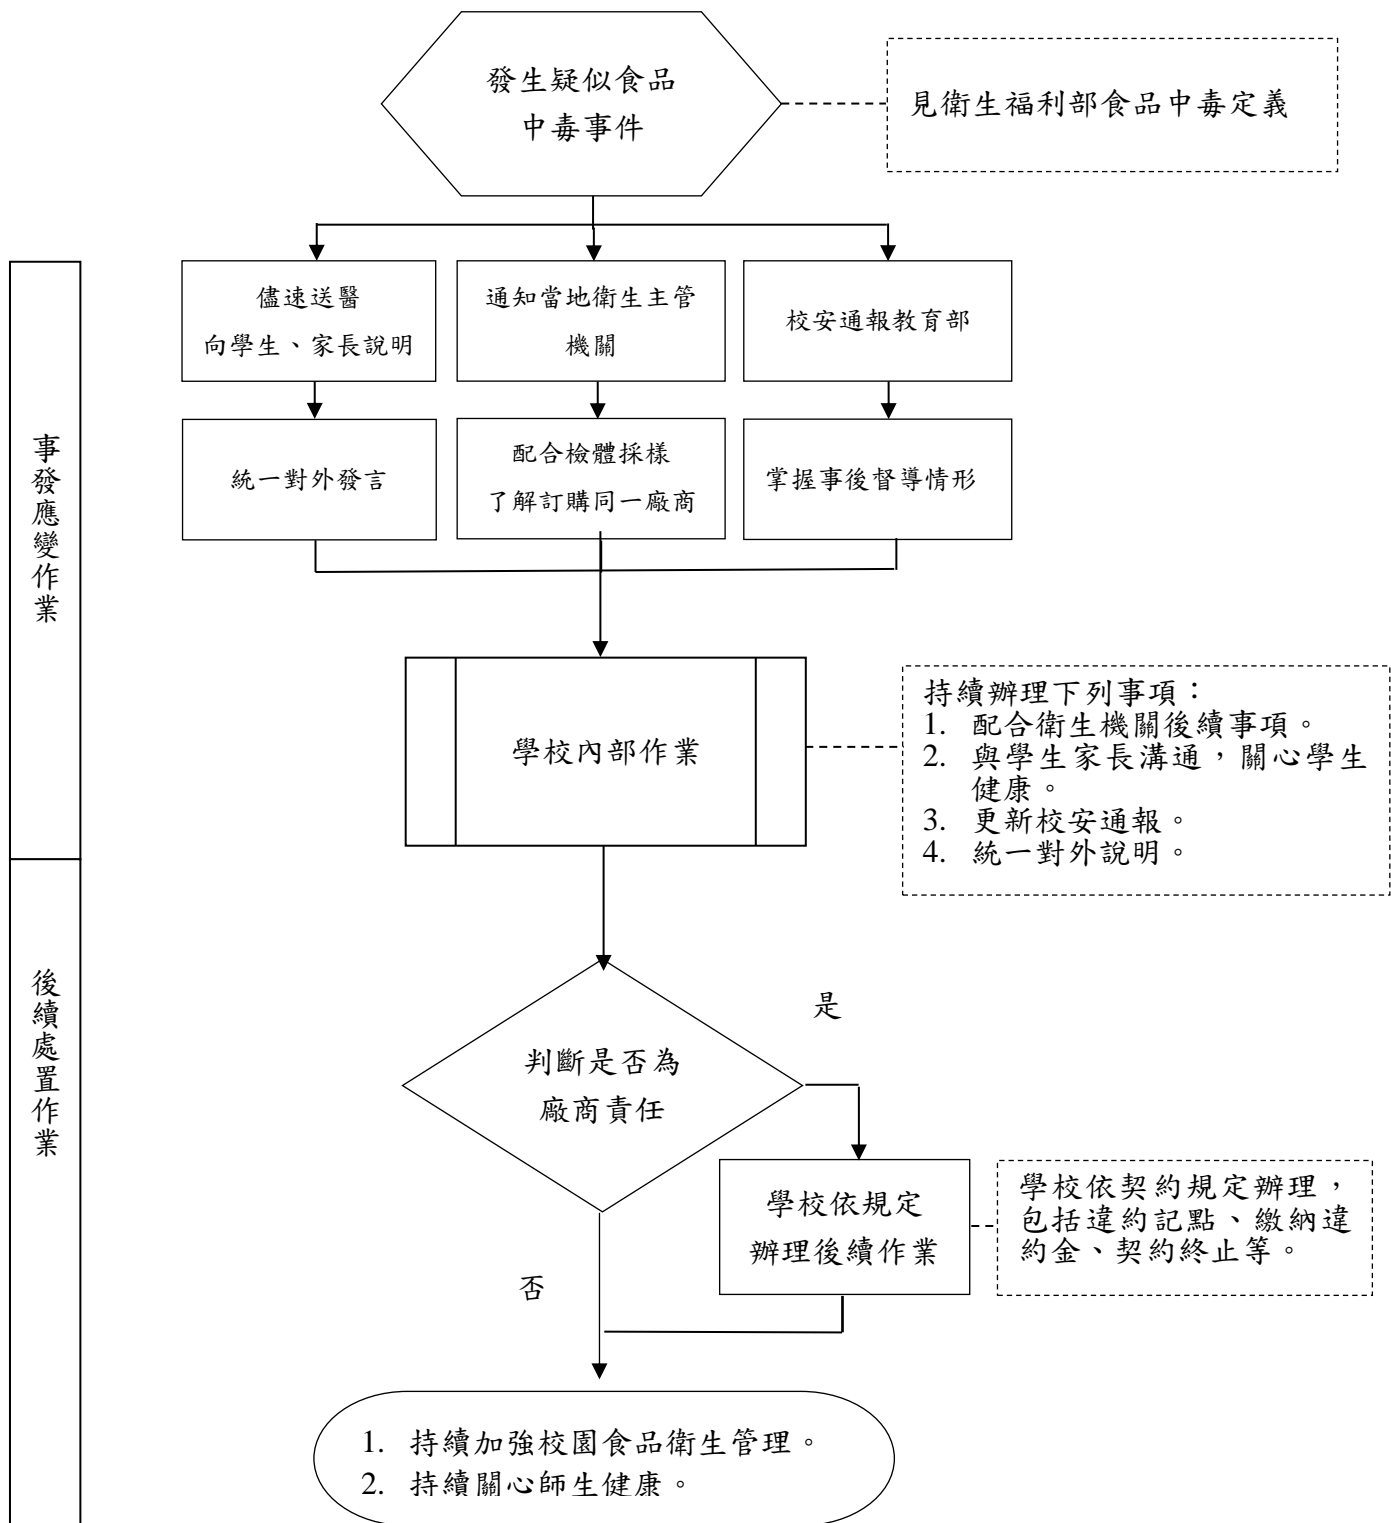 發生疑似食品
中毒事件
見衛生福利部食品中毒定義
事發應變作業
儘速送醫
向學生、家長說明
通知當地衛生主管
機關
校安通報教育部
統一對外發言
配合檢體採樣
了解訂購同一廠商
掌握事後督導情形
學校內部作業
持續辦理下列事項：
1. 配合衛生機關後續事項。
2. 與學生家長溝通，關心學生
健康。
3. 更新校安通報。
4. 統一對外說明。
後續處置作業
判斷是否為
廠商責任
是
學校依規定
辦理後續作業
學校依契約規定辦理，
包括違約記點、繳納違
約金、契約終止等。
否
1. 持續加強校園食品衛生管理。
2. 持續關心師生健康。